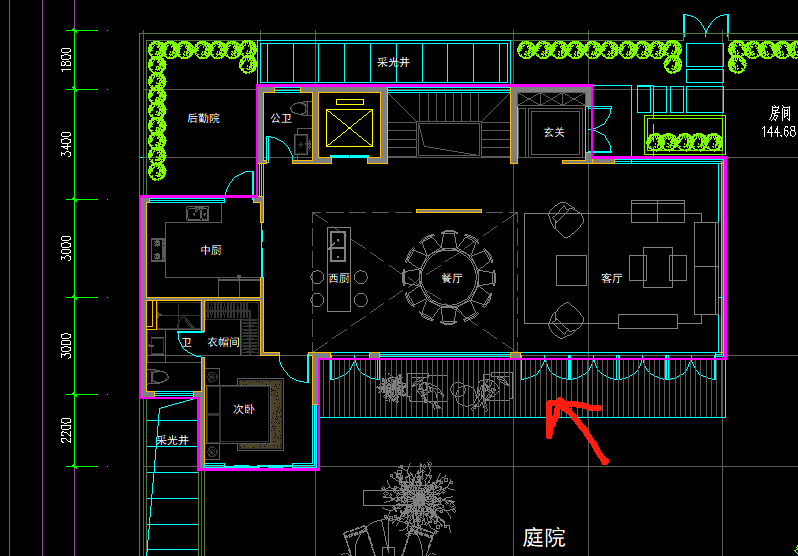 1800
采光井
房间
144.68
后勤院
公卫
玄关
3400
中厨
西厨
餐厅
客厅
3000
卫
衣帽间
3000
次卧
2200
采光井
庭院